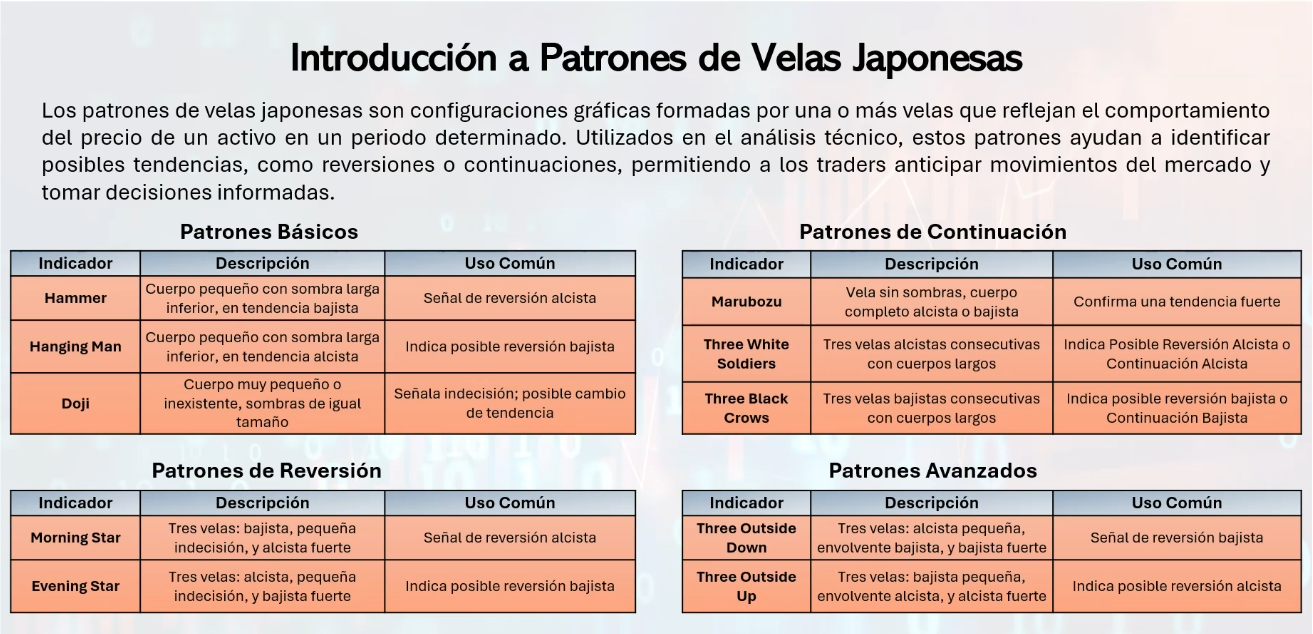 Introducción a Patrones de Velas Japonesas
Los patrones de velas japonesas son configuraciones gráficas formadas por una o más velas que reflejan el comportamiento
del precio de un activo en un periodo determinado. Utilizados en el análisis técnico, estos patrones ayudan a identificar
posibles tendencias, como reversiones o continuaciones, permitiendo a los traders anticipar movimientos del mercado y
tomar decisiones informadas.
Patrones Básicos
Indicador
Descripción
Uso Común
Hammer
Cuerpo pequeño con sombra larga
inferior, en tendencia bajista
Señal de reversión alcista
Hanging Man
Cuerpo pequeño con sombra larga
inferior, en tendencia alcista
Indica posible reversión bajista
Doji
Cuerpo muy pequeño o
inexistente, sombras de igual
tamaño
Señala indecisión; posible cambio
de tendencia
Patrones de Continuación
Indicador
Descripción
Uso Común
Marubozu
Vela sin sombras, cuerpo
completo alcista o bajista
Confirma una tendencia fuerte
Three White
Soldiers
Tres velas alcistas consecutivas
con cuerpos largos
Indica Posible Reversión Alcista o
Continuación Alcista
Three Black
Crows
Tres velas bajistas consecutivas
con cuerpos largos
Indica posible reversión bajista o
Continuación Bajista
Patrones de Reversión
Indicador
Descripción
Uso Común
Morning Star
Tres velas: bajista, pequeña
indecisión, y alcista fuerte
Señal de reversión alcista
Evening Star
Tres velas: alcista, pequeña
indecisión, y bajista fuerte
Indica posible reversión bajista
Patrones Avanzados
Indicador
Descripción
Uso Común
Three Outside
Down
Tres velas: alcista pequeña,
envolvente bajista, y bajista fuerte
Señal de reversión bajista
Three Outside
Up
Tres velas: bajista pequeña,
envolvente alcista, y alcista fuerte
Indica posible reversión alcista